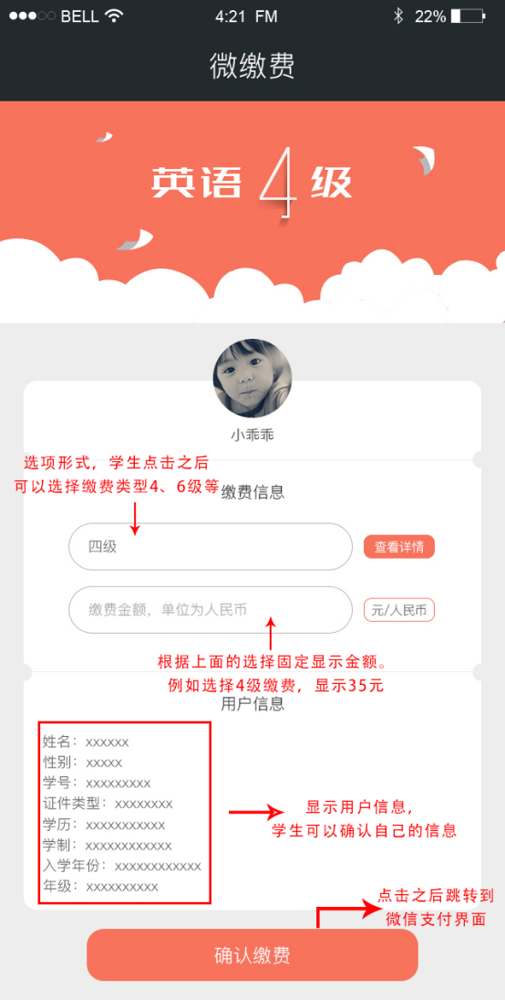 BELL 4:21 FM 22%
微缴费
英语4级
小乖乖
选项形式，学生点击之后
可以选择缴费类型4、6级等
缴费信息
四级 查看详情
缴费金额，单位为人民币 元/人民币
根据上面的选择固定显示金额。
例如选择4级缴费，显示35元
用户信息
姓名：xxxxxx
性别：xxxxx
学号：xxxxxxxxx
证件类型：xxxxxxxx
学历：xxxxxxxxxxx
学制：xxxxxxxxxxxx
入学年份：xxxxxxxxxxxx
年级：xxxxxxxxxx
显示用户信息，
学生可以确认自己的信息
点击之后跳转到
微信支付界面
确认缴费